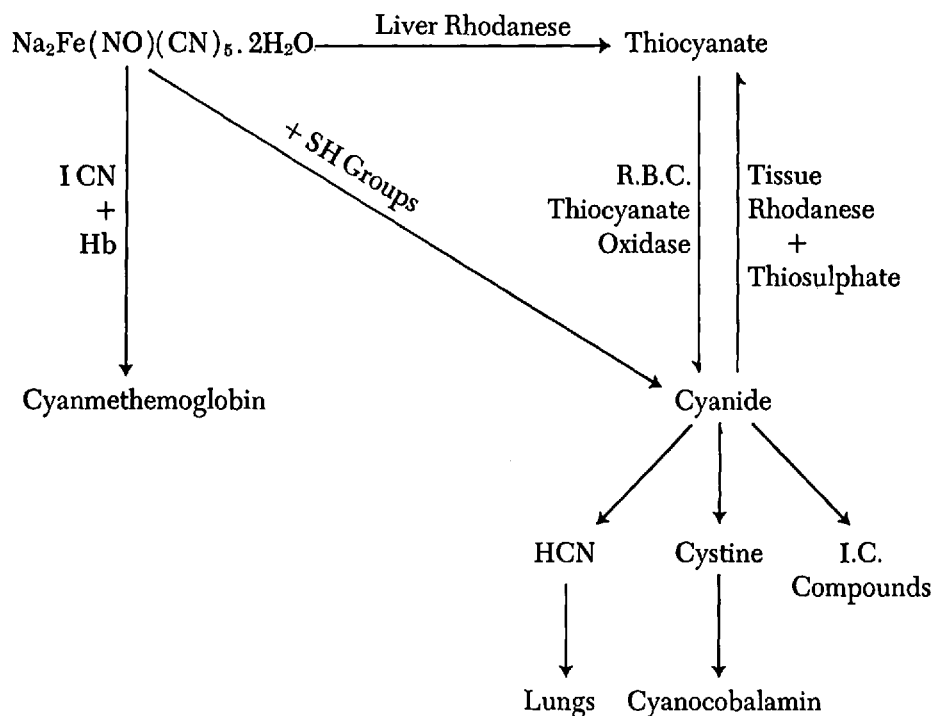 Liver Rhodanese
Na₂Fe(NO)(CN)₅.2H₂O
Thiocyanate
+ SH Groups
I CN
+
Hb
R.B.C.
Thiocyanate
Oxidase
Tissue
Rhodanese
+
Thiosulphate
Cyanmethemoglobin
Cyanide
HCN
Cystine
I.C.
Compounds
Lungs
Cyanocobalamin